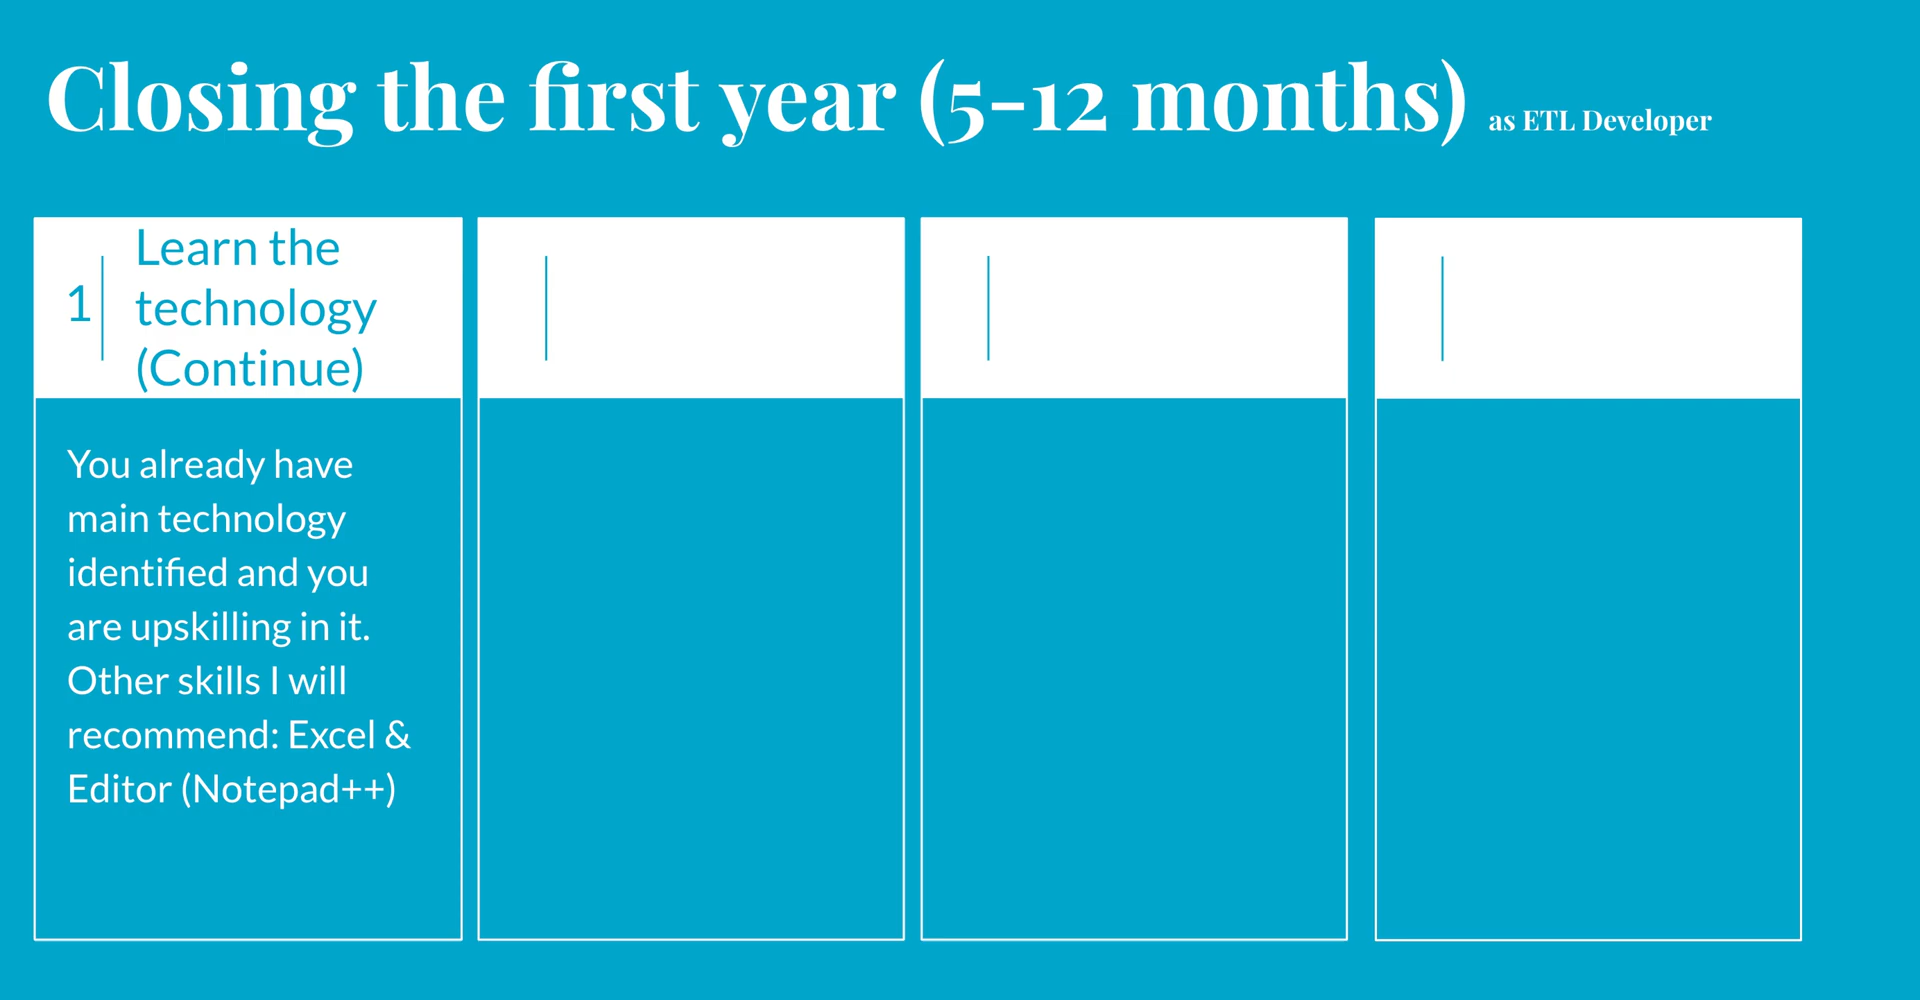 Closing the first year (5-12 months) as ETL Developer
1
Learn the
technology
(Continue)
You already have
main technology
identified and you
are upskilling in it.
Other skills I will
recommend: Excel &
Editor (Notepad++)